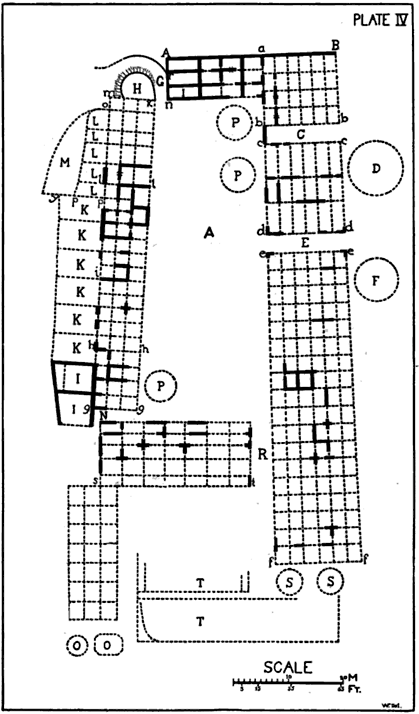 PLATE IV
A a B
G
H
m k
o n
L P b b
L C
L c c
M P D
L l l
L
y p p
K
K A d d
E
e e
K i F
K
K
K h h
I
P
I g g
N
R
s t
f f
T S S
T
O O
SCALE
M
FT.